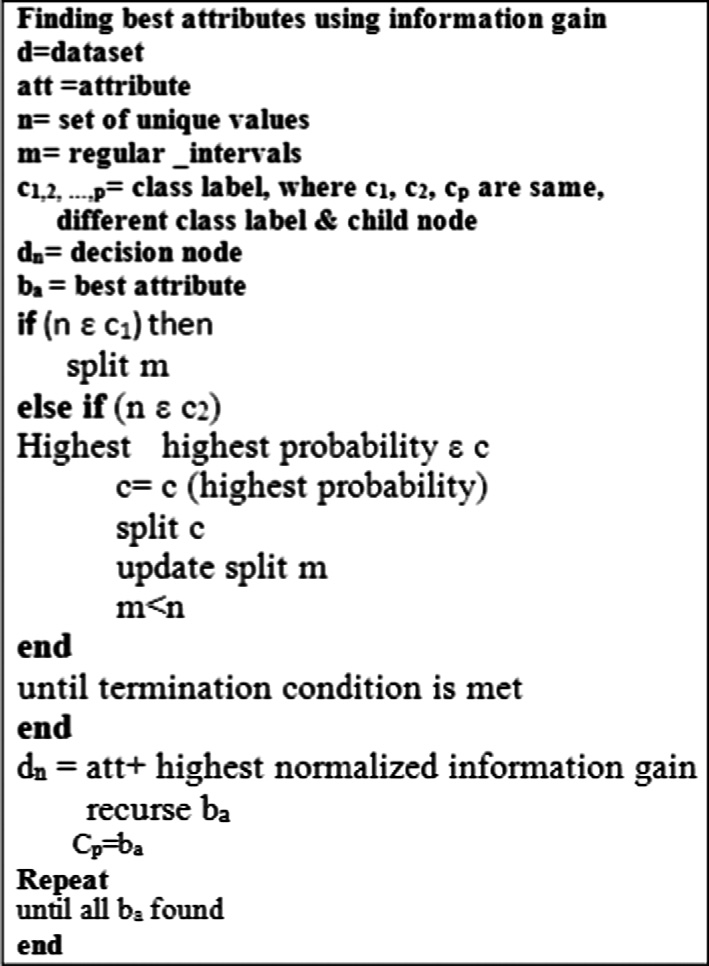 Finding best attributes using information gain
d=dataset
att =attribute
n= set of unique values
m= regular _intervals
c₁,₂, ...,ₚ= class label, where c₁, c₂, cₚ are same,
different class label & child node
dₙ= decision node
bₐ = best attribute
if (n ε c₁) then
split m
else if (n ε c₂)
Highest highest probability ε c
c= c (highest probability)
split c
update split m
m<n
end
until termination condition is met
end
dₙ = att+ highest normalized information gain
recurse bₐ
Cₚ=bₐ
Repeat
until all bₐ found
end